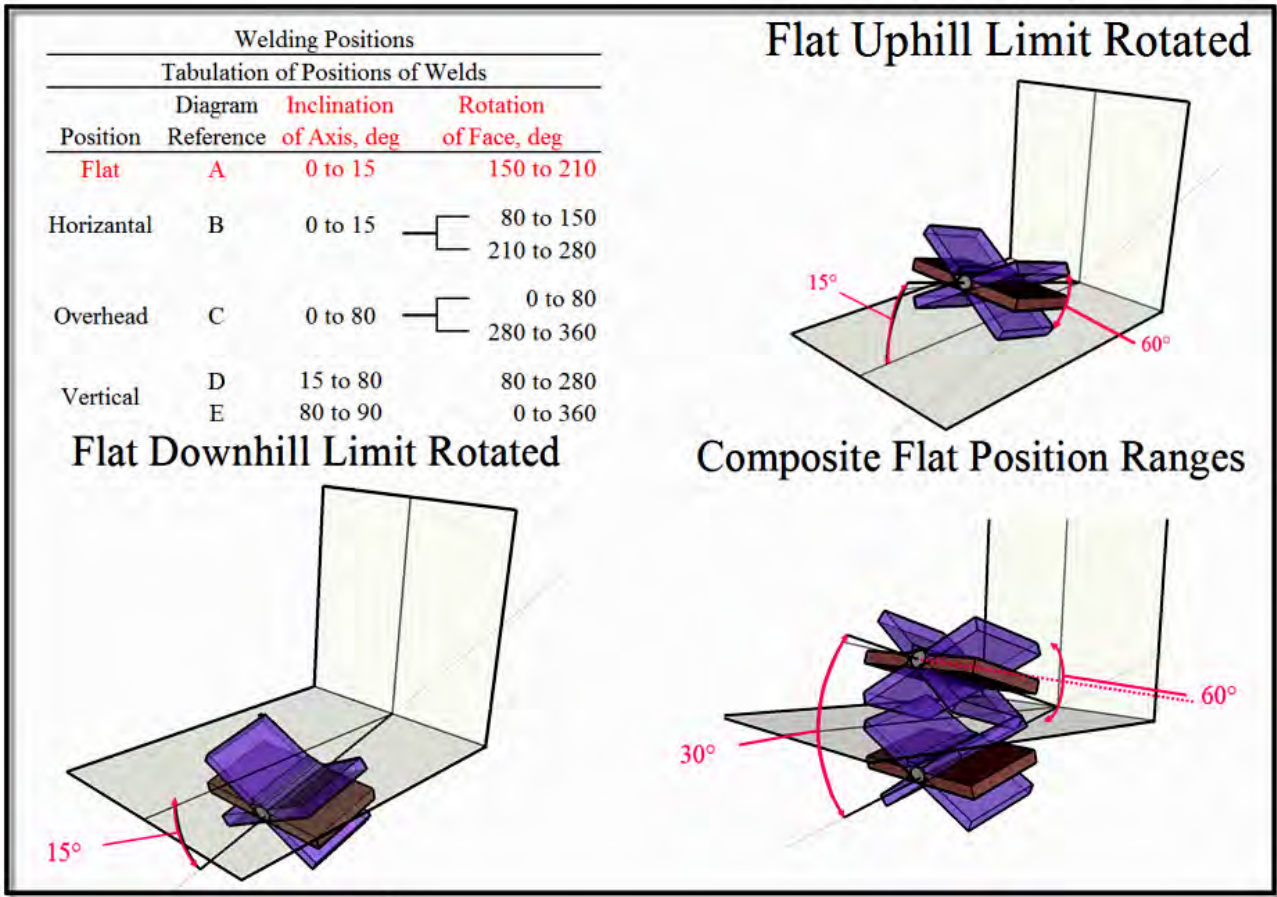 Welding Positions
Tabulation of Positions of Welds
Diagram Inclination Rotation
Position Reference of Axis, deg of Face, deg
Flat A 0 to 15 150 to 210
Horizantal B 0 to 15 80 to 150
210 to 280
Overhead C 0 to 80 0 to 80
280 to 360
Vertical D 15 to 80 80 to 280
E 80 to 90 0 to 360
Flat Uphill Limit Rotated
15°
60°
Flat Downhill Limit Rotated
15°
Composite Flat Position Ranges
60°
30°